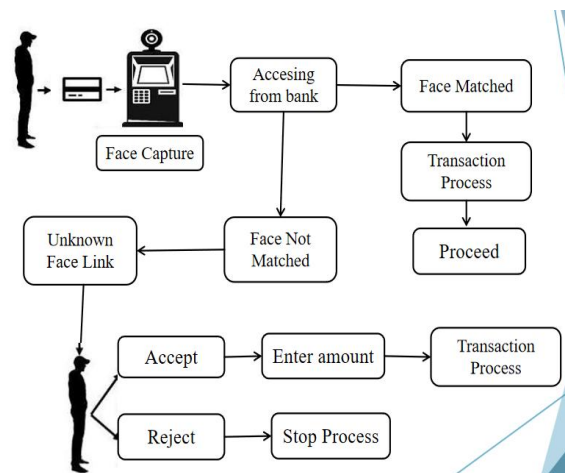 Accesing
from bank
Face Matched
Face Capture
Transaction
Process
Unknown
Face Link
Face Not
Matched
Proceed
Accept
Enter amount
Transaction
Process
Reject
Stop Process